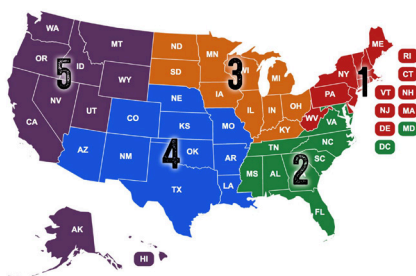 WA
MT
ND
MN
ME
OR
ID
WY
SD
WI
MI
NY
1
RI
5
3
CT
NV
UT
NE
IA
IL
IN
OH
PA
VT
NH
NJ
MA
CA
CO
KS
MO
KY
WV
VA
DE
MD
DC
AZ
NM
4
OK
AR
TN
NC
SC
2
TX
LA
MS
AL
FL
AK
HI